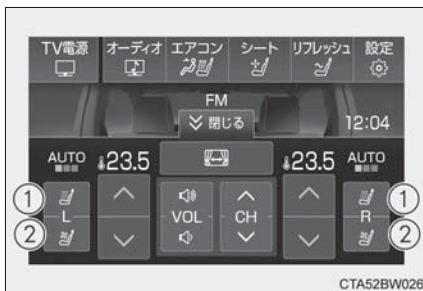 TV電源 オーディオ エアコン シート リフレッシュ 設定
FM
閉じる
12:04
AUTO 23.5 23.5 AUTO
1 1
L VOL CH R
2 2
CTA52BW026